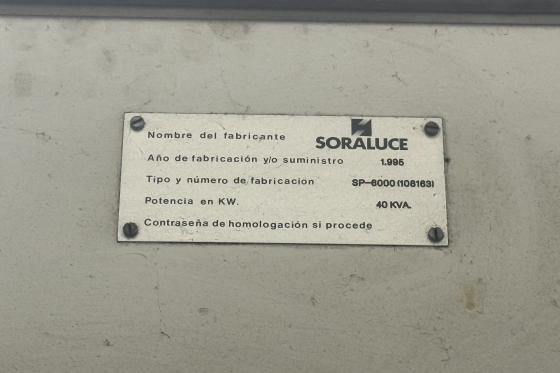 Nombre del fabricante SORALUCE
Año de fabricación y/o suministro 1.995
Tipo y número de fabricación SP-6000 (106163)
Potencia en KW. 40 KVA.
Contraseña de homologación si procede